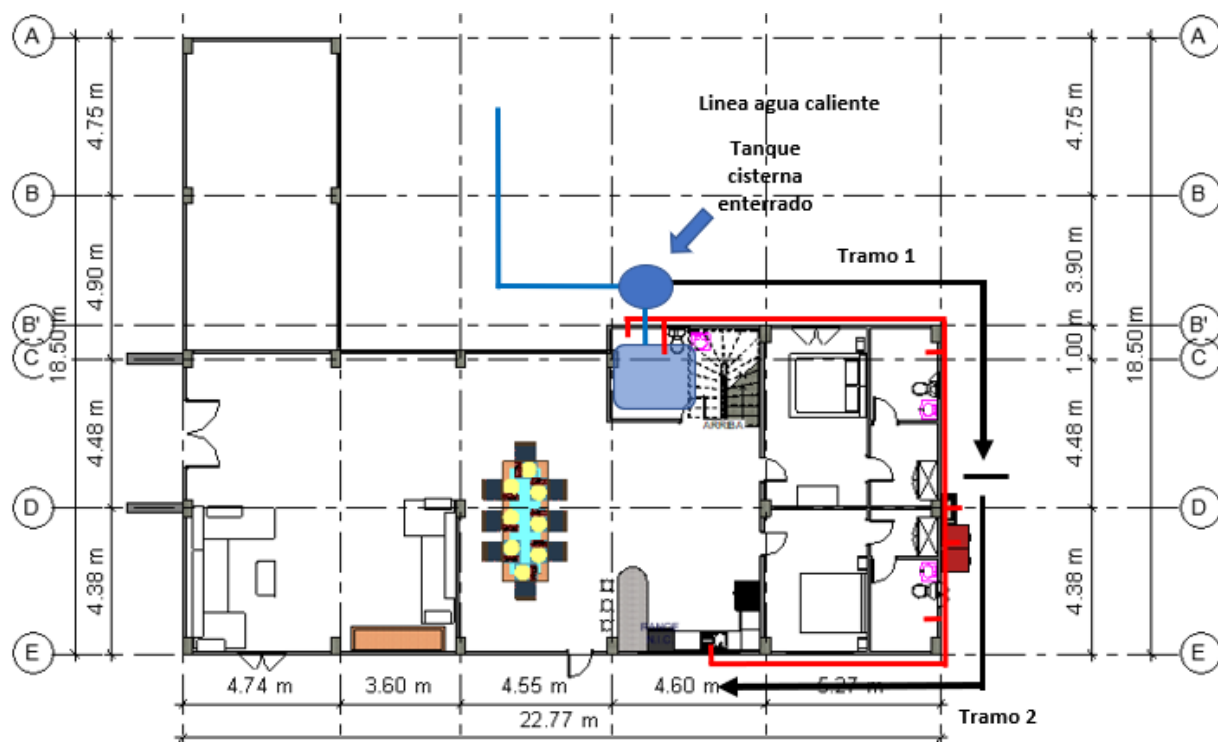 A
A
4.75 m
4.75 m
Linea agua caliente
Tanque
cisterna
enterrado
B
B
Tramo 1
4.90 m
3.90 m
B'
B'
18.50 m
1.00 m
18.50 m
C
C
ARRIBA
4.48 m
4.48 m
D
D
4.38 m
4.38 m
RANGE
N.I.C.
E
E
4.74 m
3.60 m
4.55 m
4.60 m
5.27 m
Tramo 2
22.77 m